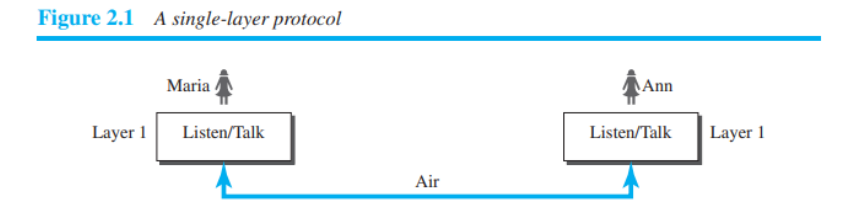 Figure 2.1 A single-layer protocol
Maria Ann
Layer 1 Listen/Talk Listen/Talk Layer 1
Air